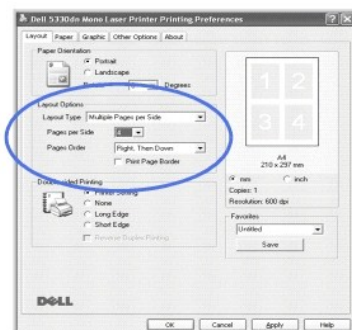 Dell 5330dn Mono Laser Printer Printing Preferences
Layout Paper Graphic Other Options About
Paper Orientation
Portrait
Landscape
Degrees
Layout Options
Layout Type Multiple Pages per Side
Pages per Side 4
Pages Order Right, Then Down
Print Page Border
Double-sided Printing
Printer Setting
None
Long Edge
Short Edge
Reverse Duplex Printing
1 2
3 4
A4
210 x 297 mm
mm inch
Copies: 1
Resolution: 600 dpi
Favorites
Untitled
Save
DELL
OK Cancel Apply Help